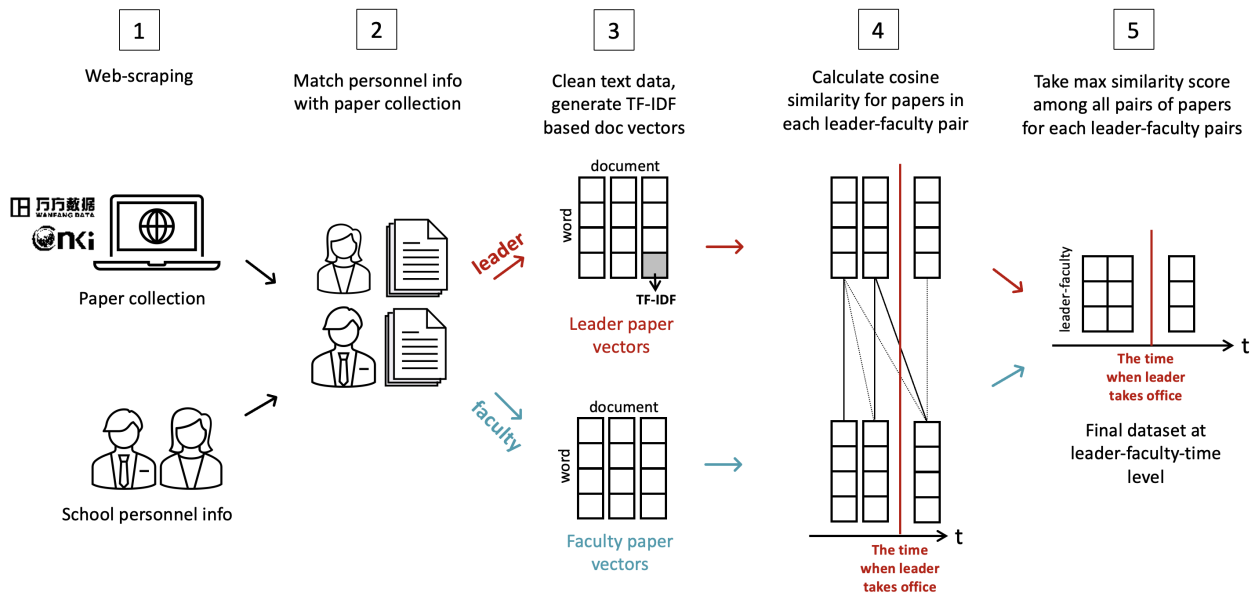 1
Web-scraping
万方数据
WANFANG DATA
cnki
Paper collection
School personnel info
2
Match personnel info
with paper collection
leader
faculty
3
Clean text data,
generate TF-IDF
based doc vectors
document
word
TF-IDF
Leader paper
vectors
document
word
Faculty paper
vectors
4
Calculate cosine
similarity for papers in
each leader-faculty pair
t
The time
when leader
takes office
5
Take max similarity score
among all pairs of papers
for each leader-faculty pairs
leader-faculty
t
The time
when leader
takes office
Final dataset at
leader-faculty-time
level